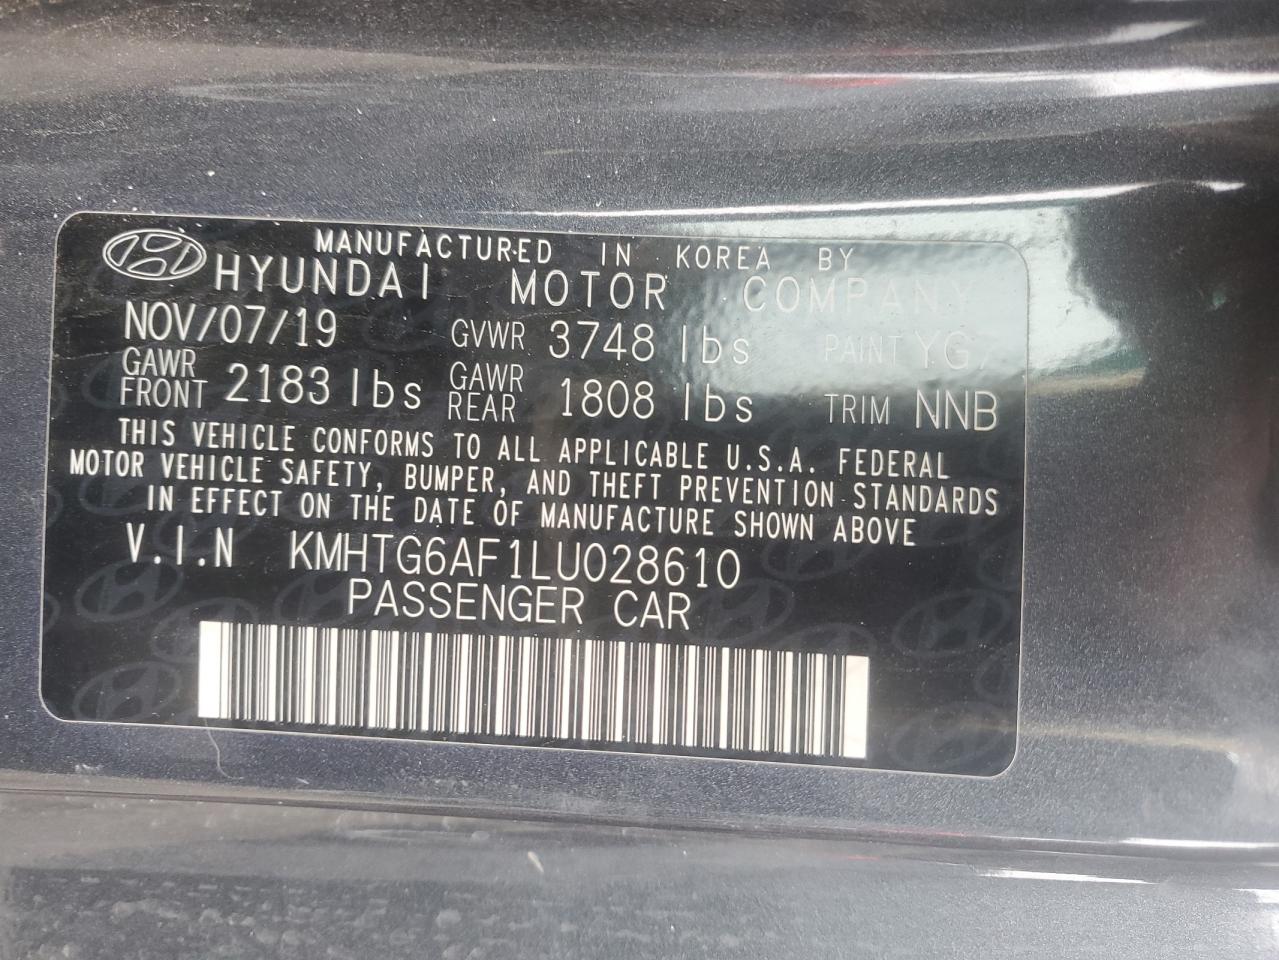 MANUFACTURED IN KOREA BY
HYUNDAI MOTOR COMPANY
NOV/07/19 GVWR 3748 lbs PAINT YG7
GAWR FRONT 2183 lbs GAWR REAR 1808 lbs TRIM NNB
THIS VEHICLE CONFORMS TO ALL APPLICABLE U.S.A. FEDERAL
MOTOR VEHICLE SAFETY, BUMPER, AND THEFT PREVENTION STANDARDS
IN EFFECT ON THE DATE OF MANUFACTURE SHOWN ABOVE
V.I.N KMHTG6AF1LU028610
PASSENGER CAR